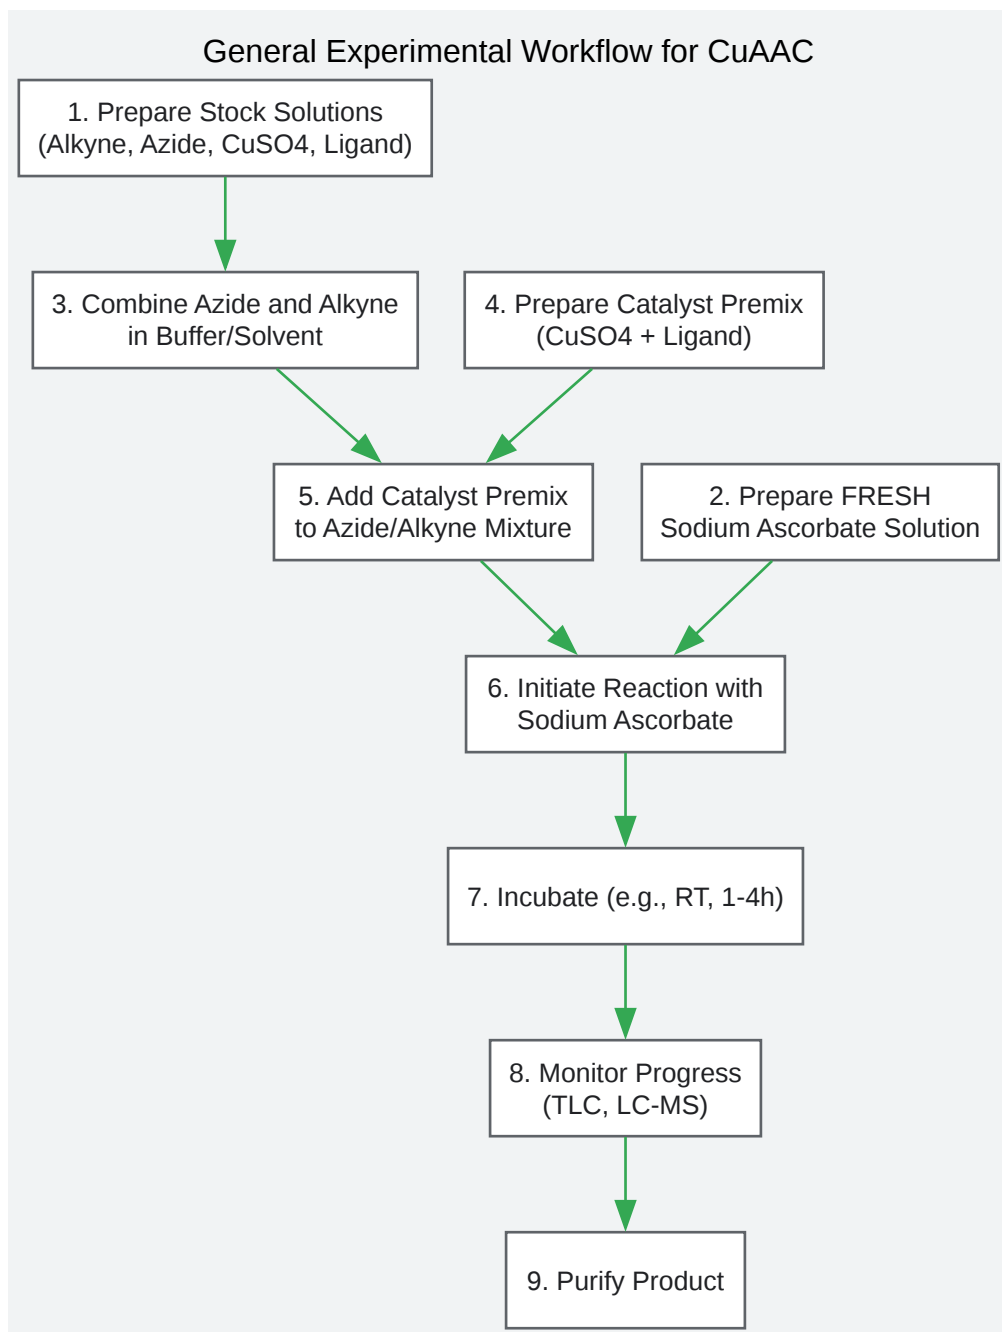 General Experimental Workflow for CuAAC
1. Prepare Stock Solutions
(Alkyne, Azide, CuSO4, Ligand)
3. Combine Azide and Alkyne
in Buffer/Solvent
4. Prepare Catalyst Premix
(CuSO4 + Ligand)
5. Add Catalyst Premix
to Azide/Alkyne Mixture
2. Prepare FRESH
Sodium Ascorbate Solution
6. Initiate Reaction with
Sodium Ascorbate
7. Incubate (e.g., RT, 1-4h)
8. Monitor Progress
(TLC, LC-MS)
9. Purify Product